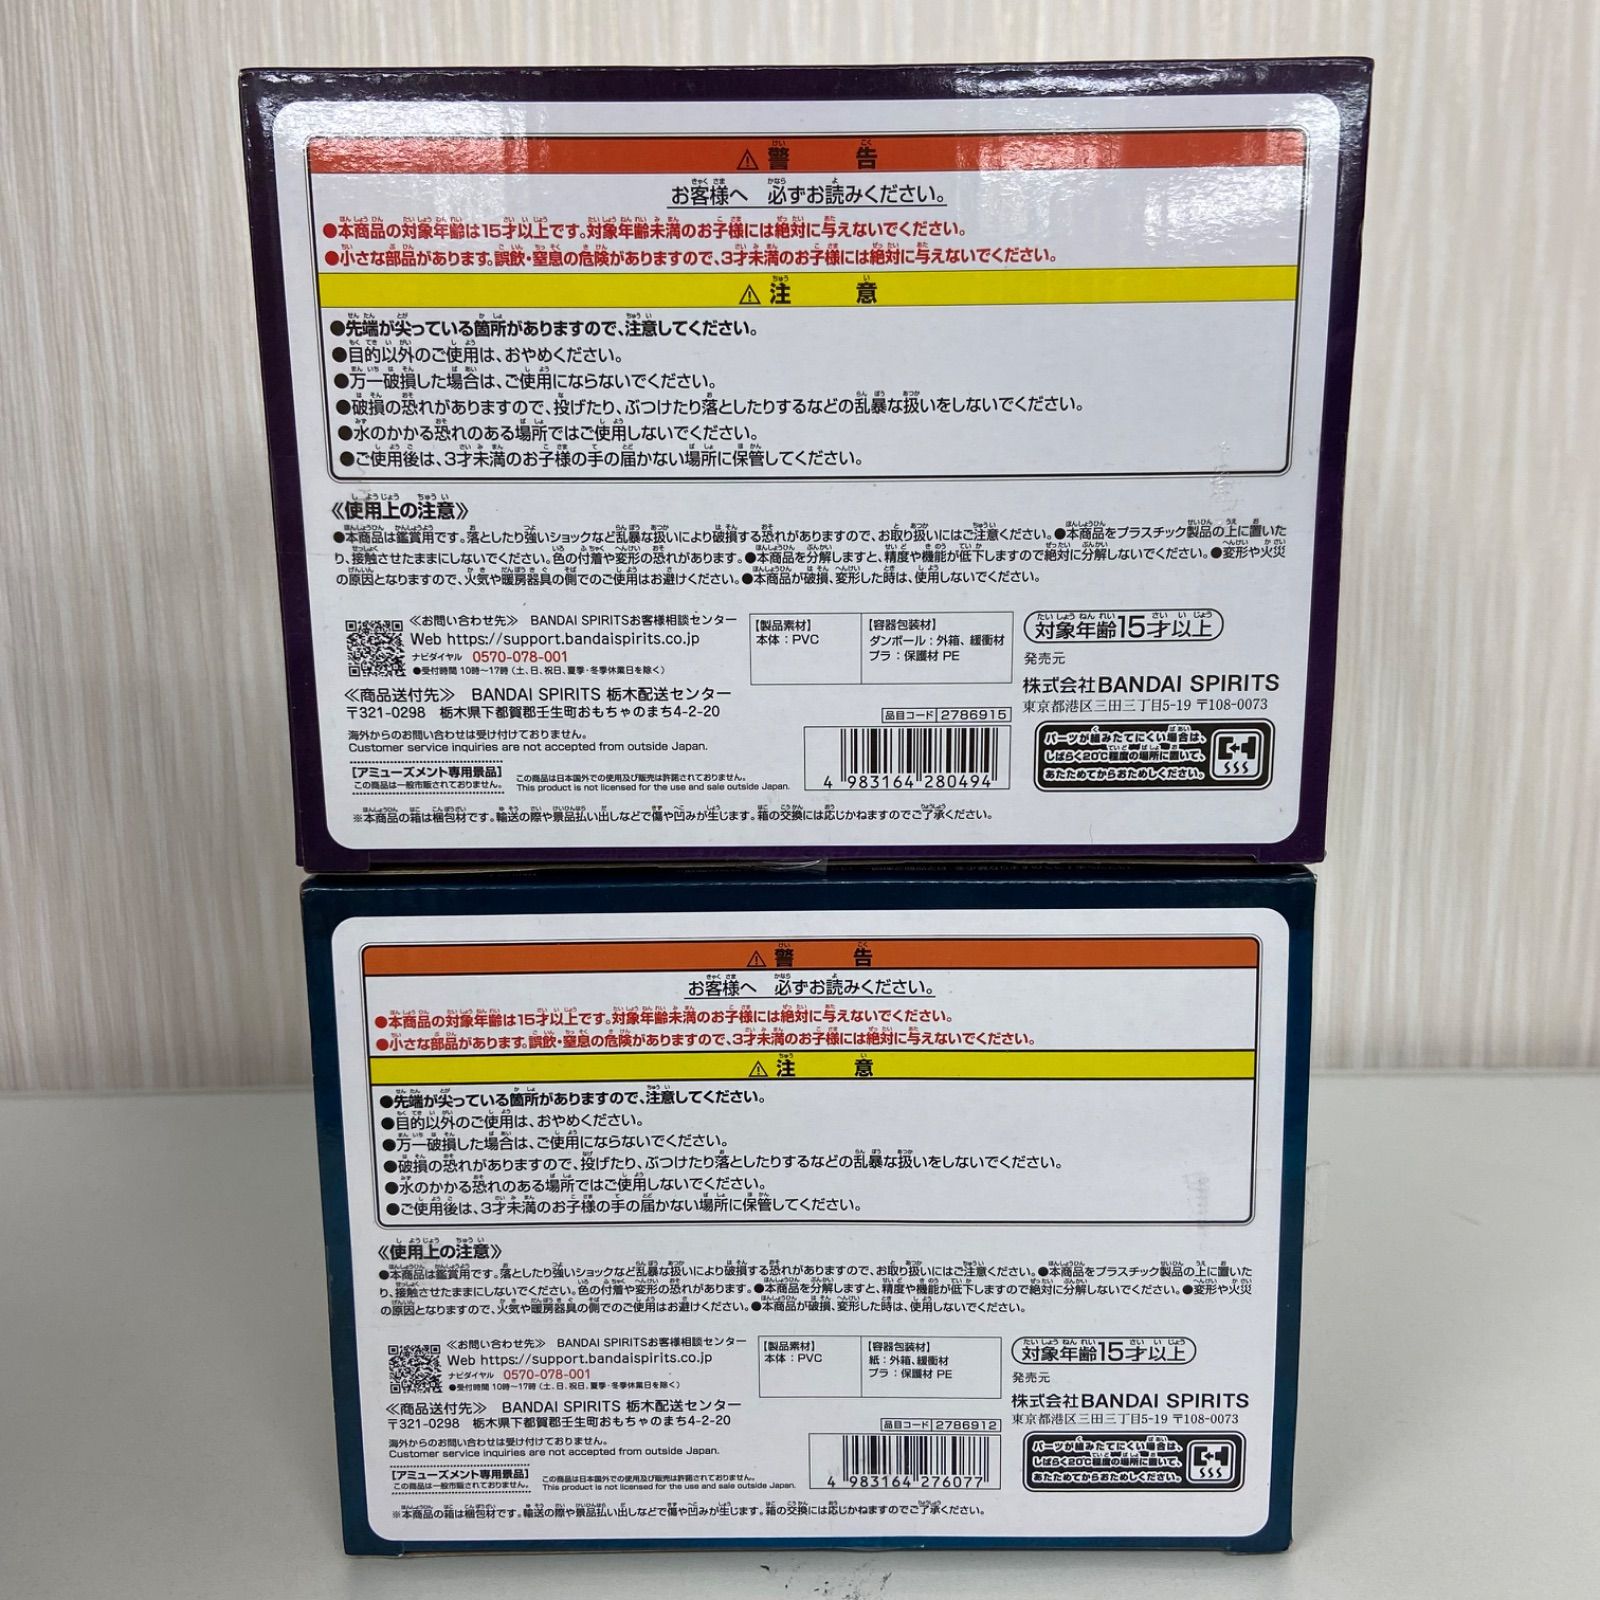 ⚠警 告
お客様へ 必ずお読みください。
●本商品の対象年齢は15才以上です。対象年齢未満のお子様には絶対に与えないでください。
●小さな部品があります。誤飲・窒息の危険がありますので、3才未満のお子様には絶対に与えないでください。
⚠注 意
●先端が尖っている箇所がありますので、注意してください。
●目的以外のご使用は、おやめください。
●万一破損した場合は、ご使用にならないでください。
●破損の恐れがありますので、投げたり、ぶつけたり落としたりするなどの乱暴な扱いをしないでください。
●水のかかる恐れのある場所ではご使用しないでください。
●ご使用後は、3才未満のお子様の手の届かない場所に保管してください。
《使用上の注意》
●本商品は鑑賞用です。落としたり強いショックなど乱暴な扱いにより破損する恐れがありますので、お取り扱いにはご注意ください。●本商品をプラスチック製品の上に置いた
り、接触させたままにしないでください。色の付着や変形の恐れがあります。●本商品を分解しますと、精度や機能が低下しますので絶対に分解しないでください。●変形や火災
の原因となりますので、火気や暖房器具の側でのご使用はお避けください。●本商品が破損、変形した時は、使用しないでください。
≪お問い合わせ先≫ BANDAI SPIRITSお客様相談センター
Web https://support.bandaispirits.co.jp
ナビダイヤル 0570-078-001
●受付時間 10時~17時(土、日、祝日、夏季・冬季休業日を除く)
≪商品送付先≫ BANDAI SPIRITS 栃木配送センター
〒321-0298 栃木県下都賀郡壬生町おもちゃのまち4-2-20
海外からのお問い合わせは受け付けておりません。
Customer service inquiries are not accepted from outside Japan.
【アミューズメント専用景品】
この商品は一般市販されておりません。
この商品は日本国外での使用及び販売は許諾されておりません。
This product is not licensed for the use and sale outside Japan.
【製品素材】
本体:PVC
【容器包装材】
ダンボール:外箱、緩衝材
プラ:保護材 PE
品目コード 2786915
4 983164 280494
対象年齢15才以上
発売元
株式会社BANDAI SPIRITS
東京都港区三田三丁目5-19 〒108-0073
パーツが組みたてにくい場合は、
しばらく20℃程度の場所に置いて、
あたためてからおためしください。
※本商品の箱は梱包材です。輸送の際や景品払い出しなどで傷や凹みが生じます。箱の交換には応じかねますのでご了承ください。
⚠警 告
お客様へ 必ずお読みください。
●本商品の対象年齢は15才以上です。対象年齢未満のお子様には絶対に与えないでください。
●小さな部品があります。誤飲・窒息の危険がありますので、3才未満のお子様には絶対に与えないでください。
⚠注 意
●先端が尖っている箇所がありますので、注意してください。
●目的以外のご使用は、おやめください。
●万一破損した場合は、ご使用にならないでください。
●破損の恐れがありますので、投げたり、ぶつけたり落としたりするなどの乱暴な扱いをしないでください。
●水のかかる恐れのある場所ではご使用しないでください。
●ご使用後は、3才未満のお子様の手の届かない場所に保管してください。
《使用上の注意》
●本商品は鑑賞用です。落としたり強いショックなど乱暴な扱いにより破損する恐れがありますので、お取り扱いにはご注意ください。●本商品をプラスチック製品の上に置いた
り、接触させたままにしないでください。色の付着や変形の恐れがあります。●本商品を分解しますと、精度や機能が低下しますので絶対に分解しないでください。●変形や火災
の原因となりますので、火気や暖房器具の側でのご使用はお避けください。●本商品が破損、変形した時は、使用しないでください。
≪お問い合わせ先≫ BANDAI SPIRITSお客様相談センター
Web https://support.bandaispirits.co.jp
ナビダイヤル 0570-078-001
●受付時間 10時~17時(土、日、祝日、夏季・冬季休業日を除く)
≪商品送付先≫ BANDAI SPIRITS 栃木配送センター
〒321-0298 栃木県下都賀郡壬生町おもちゃのまち4-2-20
海外からのお問い合わせは受け付けておりません。
Customer service inquiries are not accepted from outside Japan.
【アミューズメント専用景品】
この商品は一般市販されておりません。
この商品は日本国外での使用及び販売は許諾されておりません。
This product is not licensed for the use and sale outside Japan.
【製品素材】
本体:PVC
【容器包装材】
紙:外箱、緩衝材
プラ:保護材 PE
品目コード 2786912
4 983164 276077
対象年齢15才以上
発売元
株式会社BANDAI SPIRITS
東京都港区三田三丁目5-19 〒108-0073
パーツが組みたてにくい場合は、
しばらく20℃程度の場所に置いて、
あたためてからおためしください。
※本商品の箱は梱包材です。輸送の際や景品払い出しなどで傷や凹みが生じます。箱の交換には応じかねますのでご了承ください。